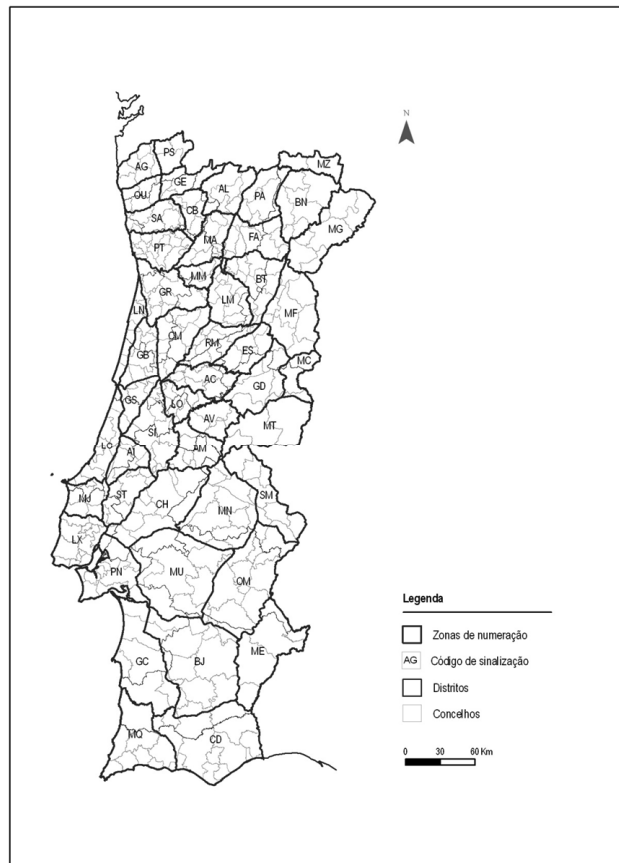 N
PS
AG
MZ
GE
AL
PA
OU
CB
BN
SA
MG
MA
FA
PT
MM
BT
GR
LM
LN
MF
OM
RM
GB
ES
MC
AC
GD
GS
LO
AV
MT
SI
LC
AI
AM
SM
MJ
ST
CH
MN
LX
PN
MU
OM
Legenda
Zonas de numeração
ME
GC
BJ
AG Código de sinalização
Distritos
Concelhos
MQ
CD
0 30 60 Km